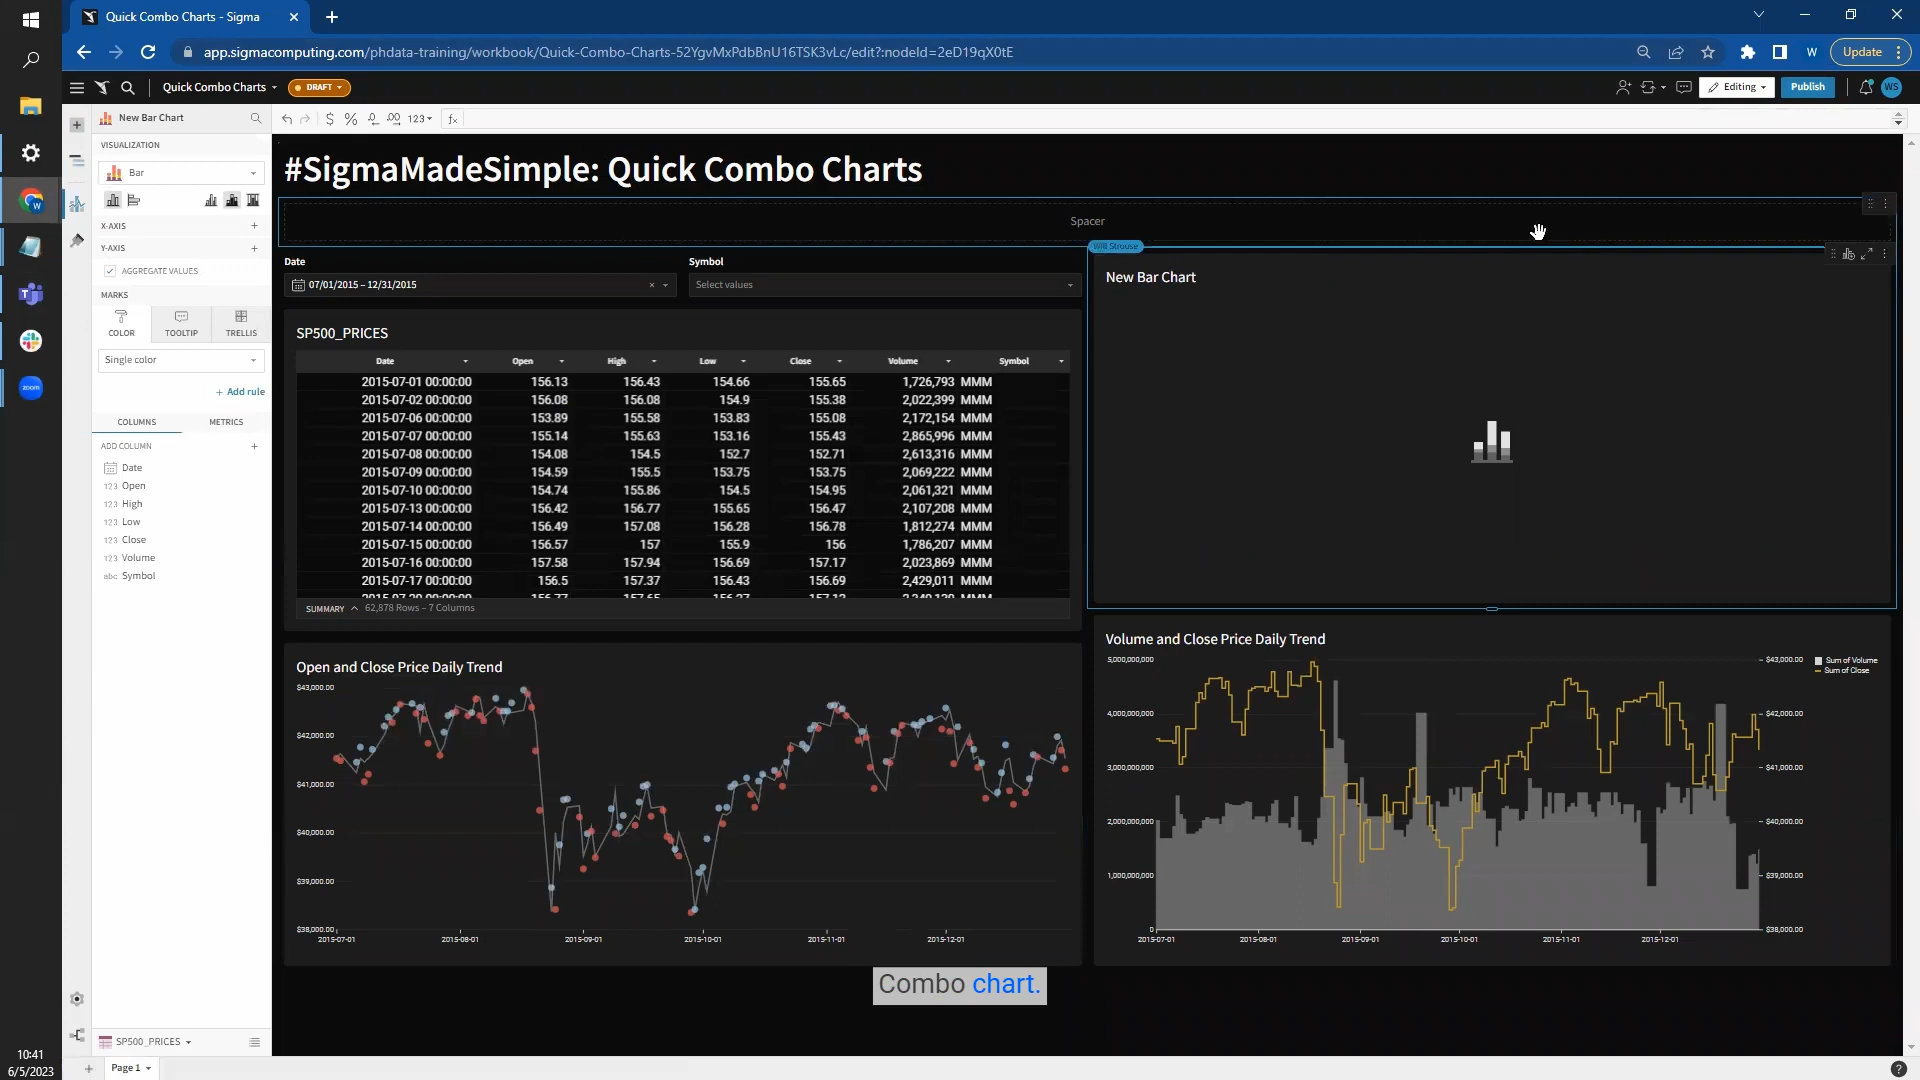 Quick Combo Charts - Sigma
app.sigmacomputing.com/phdata-training/workbook/Quick-Combo-Charts-52YgvMxPdbBnU16TSK3vLc/edit?:nodeId=2eD19qX0tE
W
Update
Quick Combo Charts
DRAFT
Editing
Publish
WS
New Bar Chart
$ % 123
fx
VISUALIZATION
Bar
X-AXIS
Y-AXIS
AGGREGATE VALUES
MARKS
COLOR TOOLTIP TRELLIS
Single color
Add rule
COLUMNS METRICS
ADD COLUMN
Date
123 Open
123 High
123 Low
123 Close
123 Volume
abc Symbol
SP500_PRICES
Page 1
#SigmaMadeSimple: Quick Combo Charts
Spacer
Will Strouse
Date
07/01/2015 – 12/31/2015
Symbol
Select values
New Bar Chart
SP500_PRICES
Date Open High Low Close Volume Symbol
2015-07-01 00:00:00 156.13 156.43 154.66 155.65 1,726,793 MMM
2015-07-02 00:00:00 156.08 156.08 154.9 155.38 2,022,399 MMM
2015-07-06 00:00:00 153.89 155.58 153.83 155.08 2,172,154 MMM
2015-07-07 00:00:00 155.14 155.63 153.16 155.43 2,865,996 MMM
2015-07-08 00:00:00 154.08 154.5 152.7 152.71 2,613,316 MMM
2015-07-09 00:00:00 154.59 155.5 153.75 153.75 2,069,222 MMM
2015-07-10 00:00:00 154.74 155.86 154.5 154.95 2,061,321 MMM
2015-07-13 00:00:00 156.42 156.77 155.65 156.47 2,107,208 MMM
2015-07-14 00:00:00 156.49 157.08 156.28 156.78 1,812,274 MMM
2015-07-15 00:00:00 156.57 157 155.9 156 1,786,207 MMM
2015-07-16 00:00:00 157.58 157.94 156.69 157.17 2,023,869 MMM
2015-07-17 00:00:00 156.5 157.37 156.43 156.69 2,429,011 MMM
SUMMARY 62,878 Rows – 7 Columns
Open and Close Price Daily Trend
$43,000.00
$42,000.00
$41,000.00
$40,000.00
$39,000.00
$38,000.00
2015-07-01 2015-08-01 2015-09-01 2015-10-01 2015-11-01 2015-12-01
Volume and Close Price Daily Trend
5,000,000,000
4,000,000,000
3,000,000,000
2,000,000,000
1,000,000,000
0
$43,000.00
$42,000.00
$41,000.00
$40,000.00
$39,000.00
$38,000.00
Sum of Volume
Sum of Close
2015-07-01 2015-08-01 2015-09-01 2015-10-01 2015-11-01 2015-12-01
Combo chart.
zoom
10:41
6/5/2023